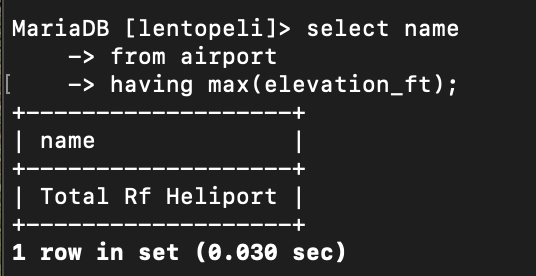 MariaDB [lentopeli]> select name
    -> from airport
[    -> having max(elevation_ft);
+--------------------+
| name               |
+--------------------+
| Total Rf Heliport |
+--------------------+
1 row in set (0.030 sec)